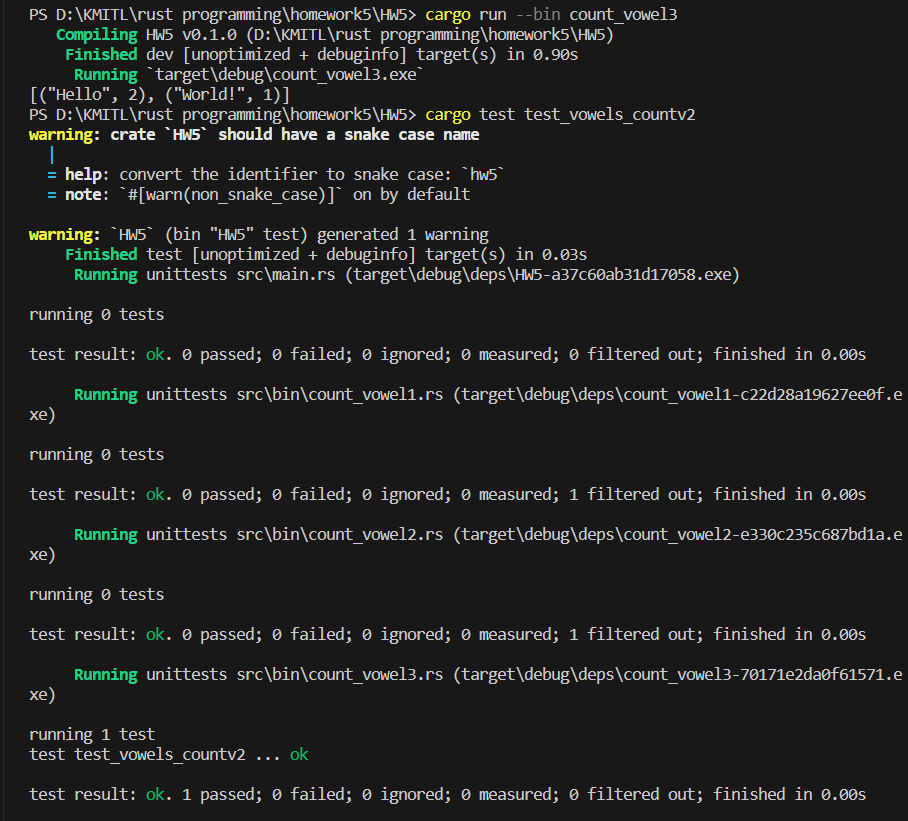 PS D:\KMITL\rust programming\homework5\HW5> cargo run --bin count_vowel3
Compiling HW5 v0.1.0 (D:\KMITL\rust programming\homework5\HW5)
Finished dev [unoptimized + debuginfo] target(s) in 0.90s
Running `target\debug\count_vowel3.exe`
[("Hello", 2), ("World!", 1)]
PS D:\KMITL\rust programming\homework5\HW5> cargo test test_vowels_countv2
warning: crate `HW5` should have a snake case name
|
= help: convert the identifier to snake case: `hw5`
= note: `#[warn(non_snake_case)]` on by default
warning: `HW5` (bin "HW5" test) generated 1 warning
Finished test [unoptimized + debuginfo] target(s) in 0.03s
Running unittests src\main.rs (target\debug\deps\HW5-a37c60ab31d17058.exe)
running 0 tests
test result: ok. 0 passed; 0 failed; 0 ignored; 0 measured; 0 filtered out; finished in 0.00s
Running unittests src\bin\count_vowel1.rs (target\debug\deps\count_vowel1-c22d28a19627ee0f.e
xe)
running 0 tests
test result: ok. 0 passed; 0 failed; 0 ignored; 0 measured; 1 filtered out; finished in 0.00s
Running unittests src\bin\count_vowel2.rs (target\debug\deps\count_vowel2-e330c235c687bd1a.e
xe)
running 0 tests
test result: ok. 0 passed; 0 failed; 0 ignored; 0 measured; 1 filtered out; finished in 0.00s
Running unittests src\bin\count_vowel3.rs (target\debug\deps\count_vowel3-70171e2da0f61571.e
xe)
running 1 test
test test_vowels_countv2 ... ok
test result: ok. 1 passed; 0 failed; 0 ignored; 0 measured; 0 filtered out; finished in 0.00s